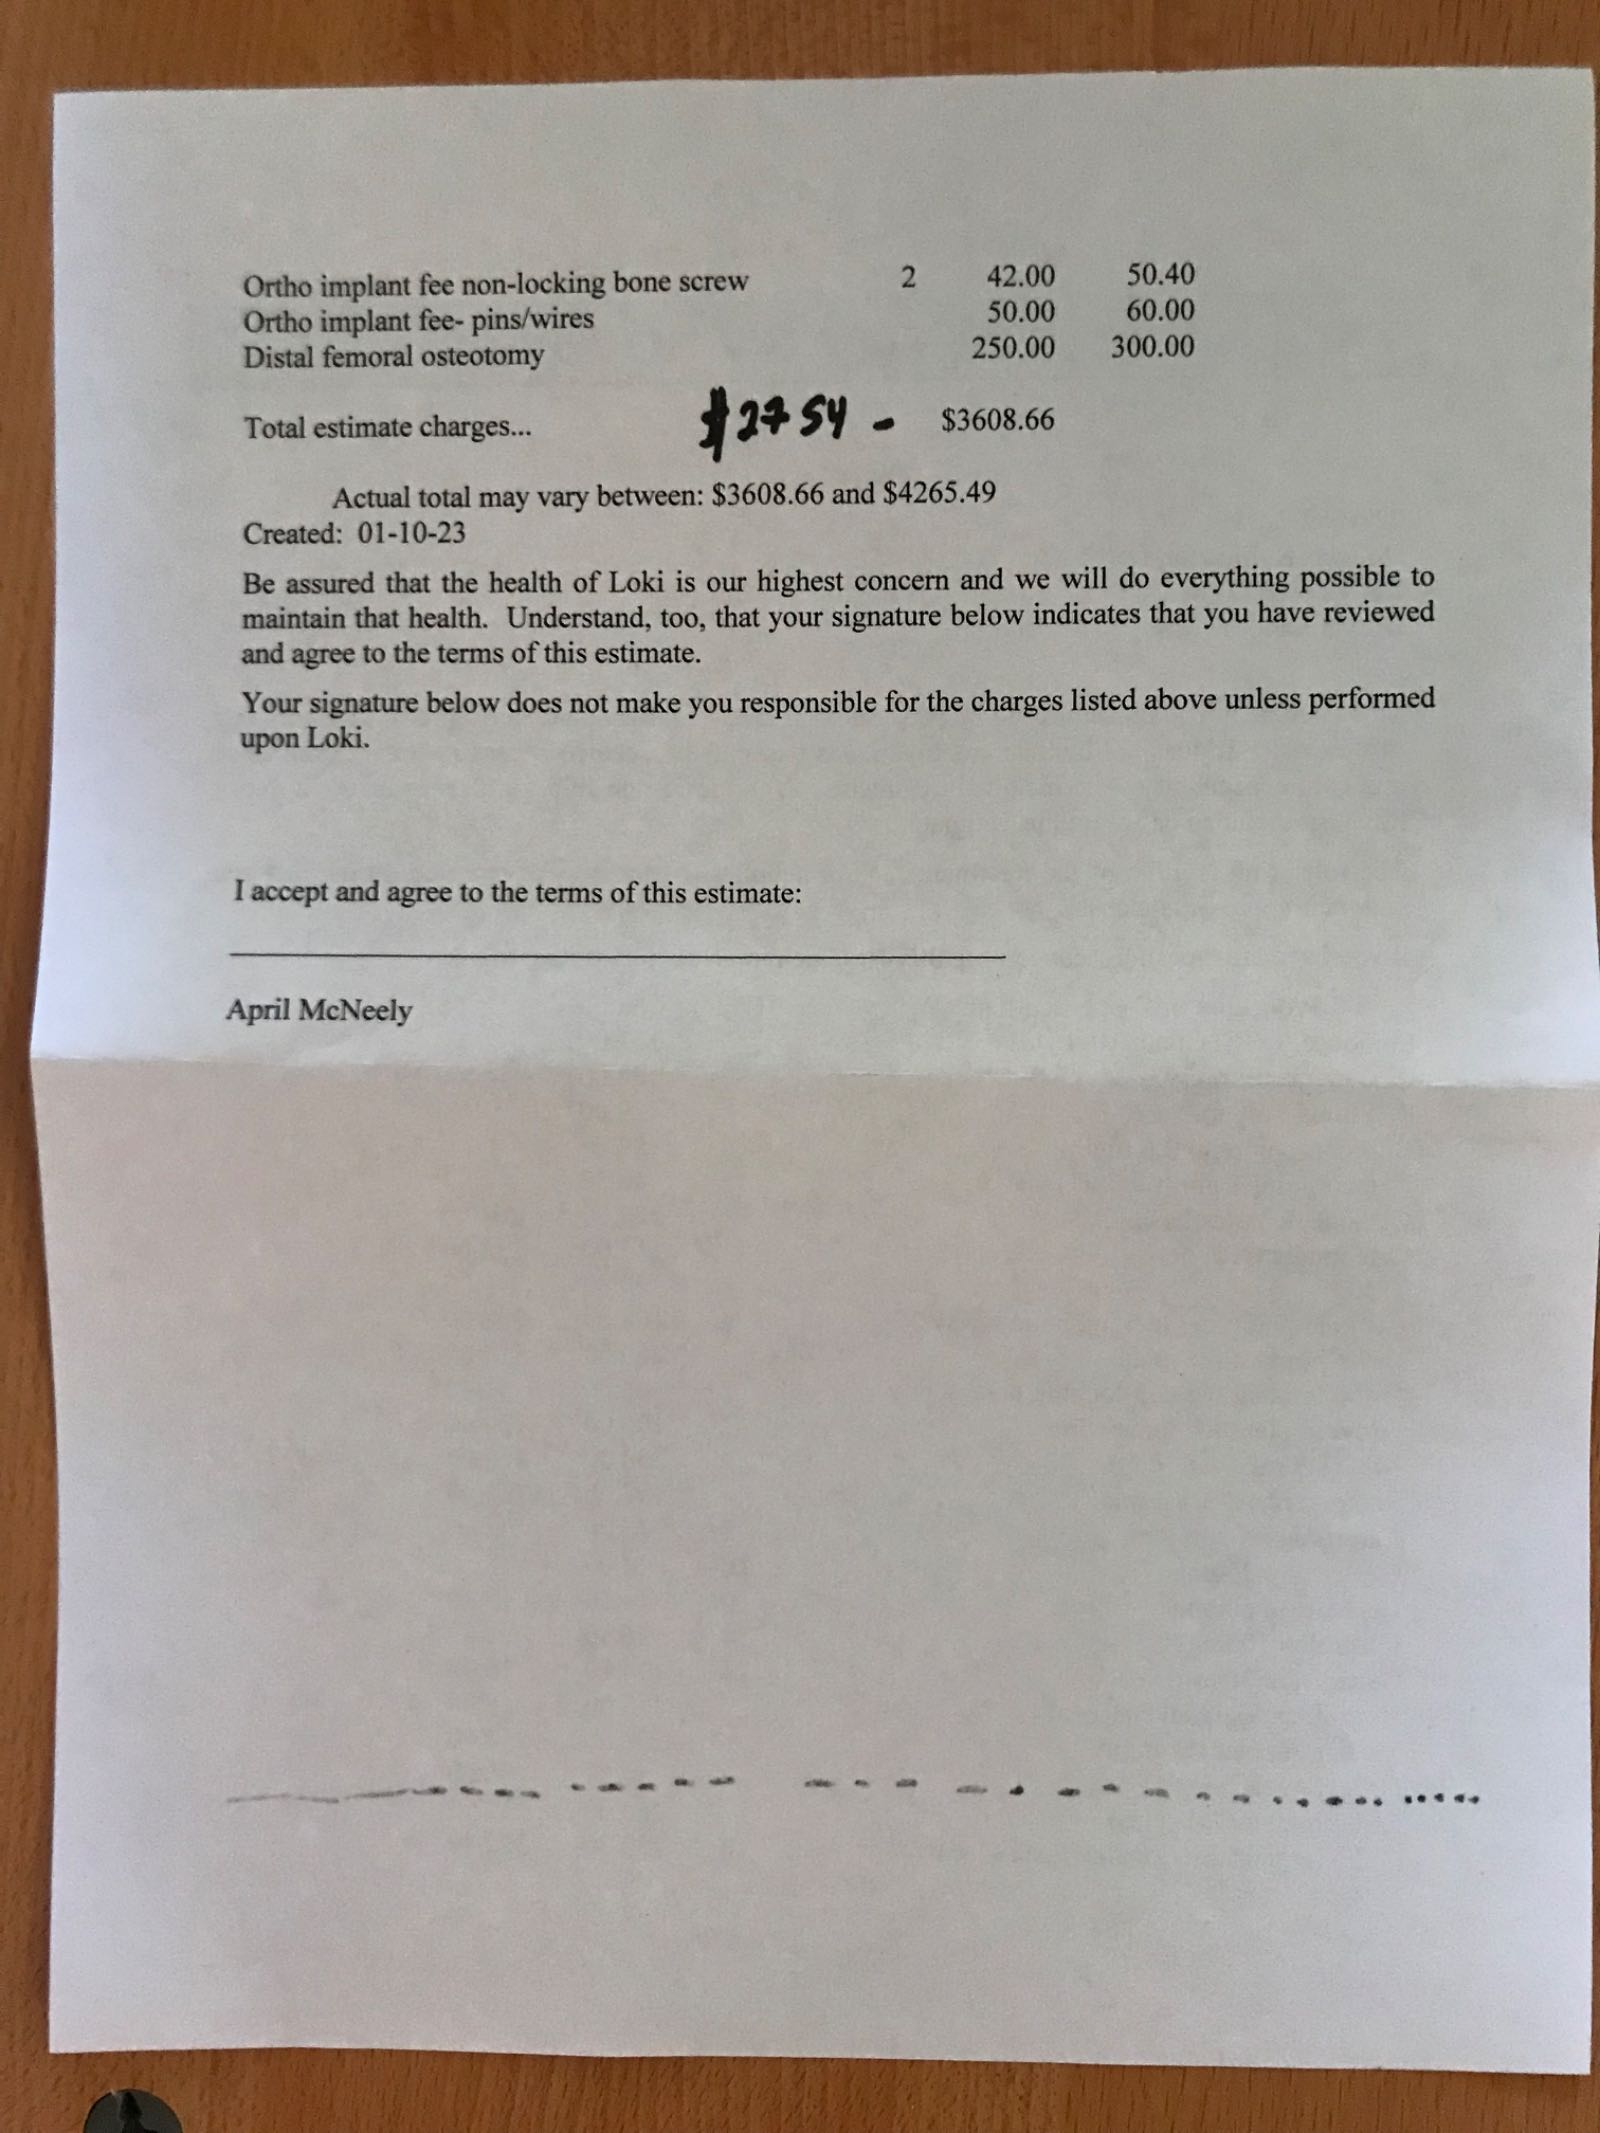 Ortho implant fee non-locking bone screw 2 42.00 50.40
Ortho implant fee- pins/wires 50.00 60.00
Distal femoral osteotomy 250.00 300.00
Total estimate charges... $2754 - $3608.66
Actual total may vary between: $3608.66 and $4265.49
Created: 01-10-23
Be assured that the health of Loki is our highest concern and we will do everything possible to
maintain that health. Understand, too, that your signature below indicates that you have reviewed
and agree to the terms of this estimate.
Your signature below does not make you responsible for the charges listed above unless performed
upon Loki.
I accept and agree to the terms of this estimate:
April McNeely